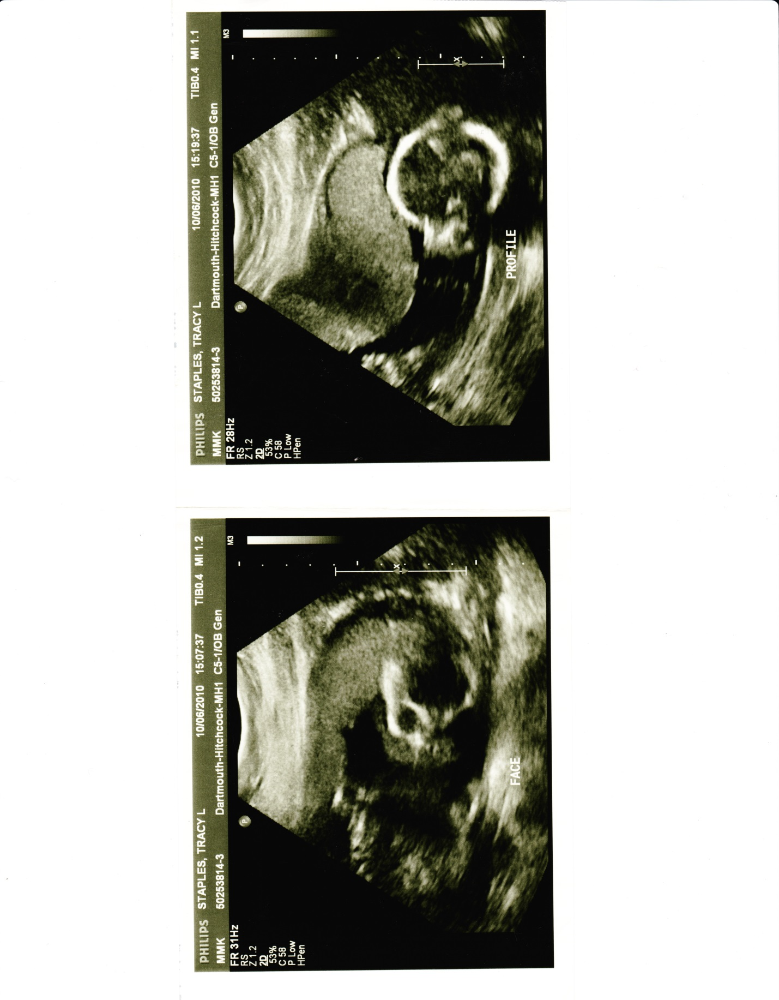 PHILIPS STAPLES, TRACY L 10/06/2010 15:19:37 TIB0.4 MI 1.1
MMK 50253814-3 Dartmouth-Hitchcock-MH1 C5-1/OB Gen
FR 28Hz
RS
Z 1.2
2D
53%
C 58
P Low
HPen
P
M3
X
PROFILE
PHILIPS STAPLES, TRACY L 10/06/2010 15:07:37 TIB0.4 MI 1.2
MMK 50253814-3 Dartmouth-Hitchcock-MH1 C5-1/OB Gen
FR 31Hz
RS
Z 1.2
2D
53%
C 58
P Low
HPen
P
M3
X
FACE